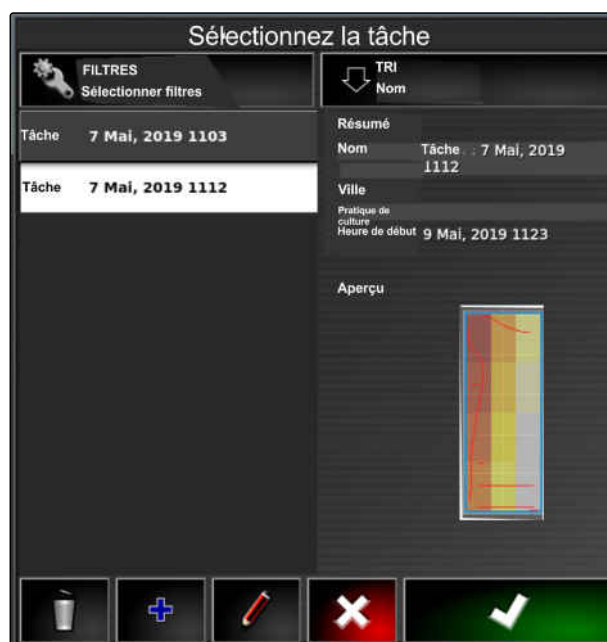 Sélectionnez la tâche
FILTRES
Sélectionner filtres
TRI
Nom
Tâche 7 Mai, 2019 1103
Tâche 7 Mai, 2019 1112
Résumé
Nom Tâche . : 7 Mai, 2019
1112
Ville
Pratique de
culture
Heure de début 9 Mai, 2019 1123
Aperçu